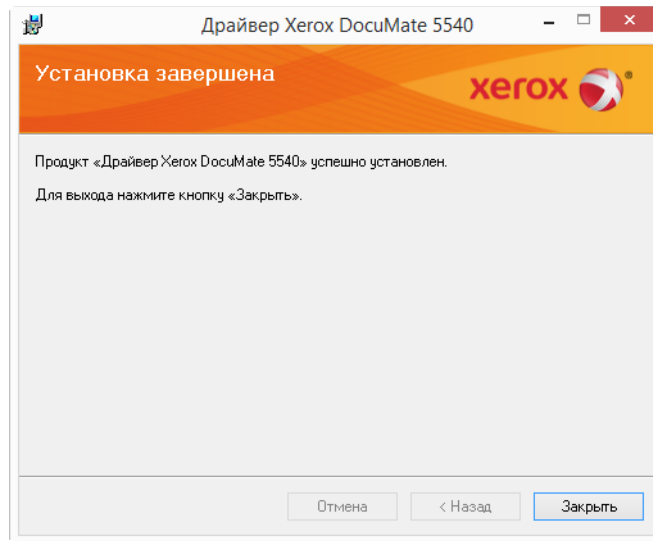 Драйвер Xerox DocuMate 5540
Установка завершена
xerox
Продукт «Драйвер Xerox DocuMate 5540» успешно установлен.
Для выхода нажмите кнопку «Закрыть».
Отмена
< Назад
Закрыть